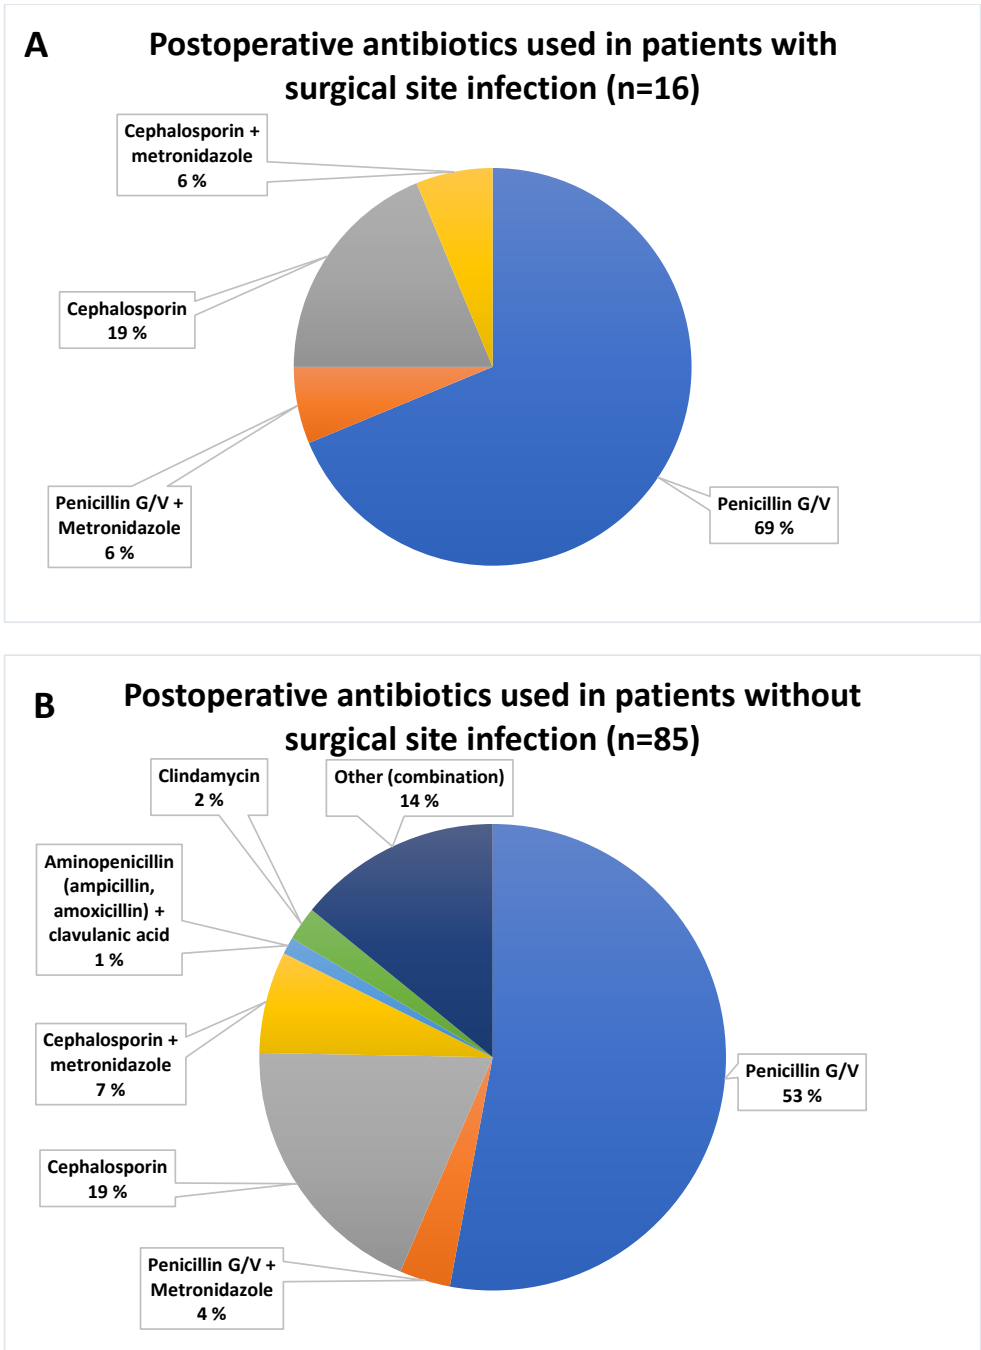 A
Postoperative antibiotics used in patients with
surgical site infection (n=16)
Cephalosporin +
metronidazole
6 %
Cephalosporin
19 %
Penicillin G/V +
Metronidazole
6 %
Penicillin G/V
69 %
B
Postoperative antibiotics used in patients without
surgical site infection (n=85)
Clindamycin
2 %
Other (combination)
14 %
Aminopenicillin
(ampicillin,
amoxicillin) +
clavulanic acid
1 %
Cephalosporin +
metronidazole
7 %
Penicillin G/V
53 %
Cephalosporin
19 %
Penicillin G/V +
Metronidazole
4 %